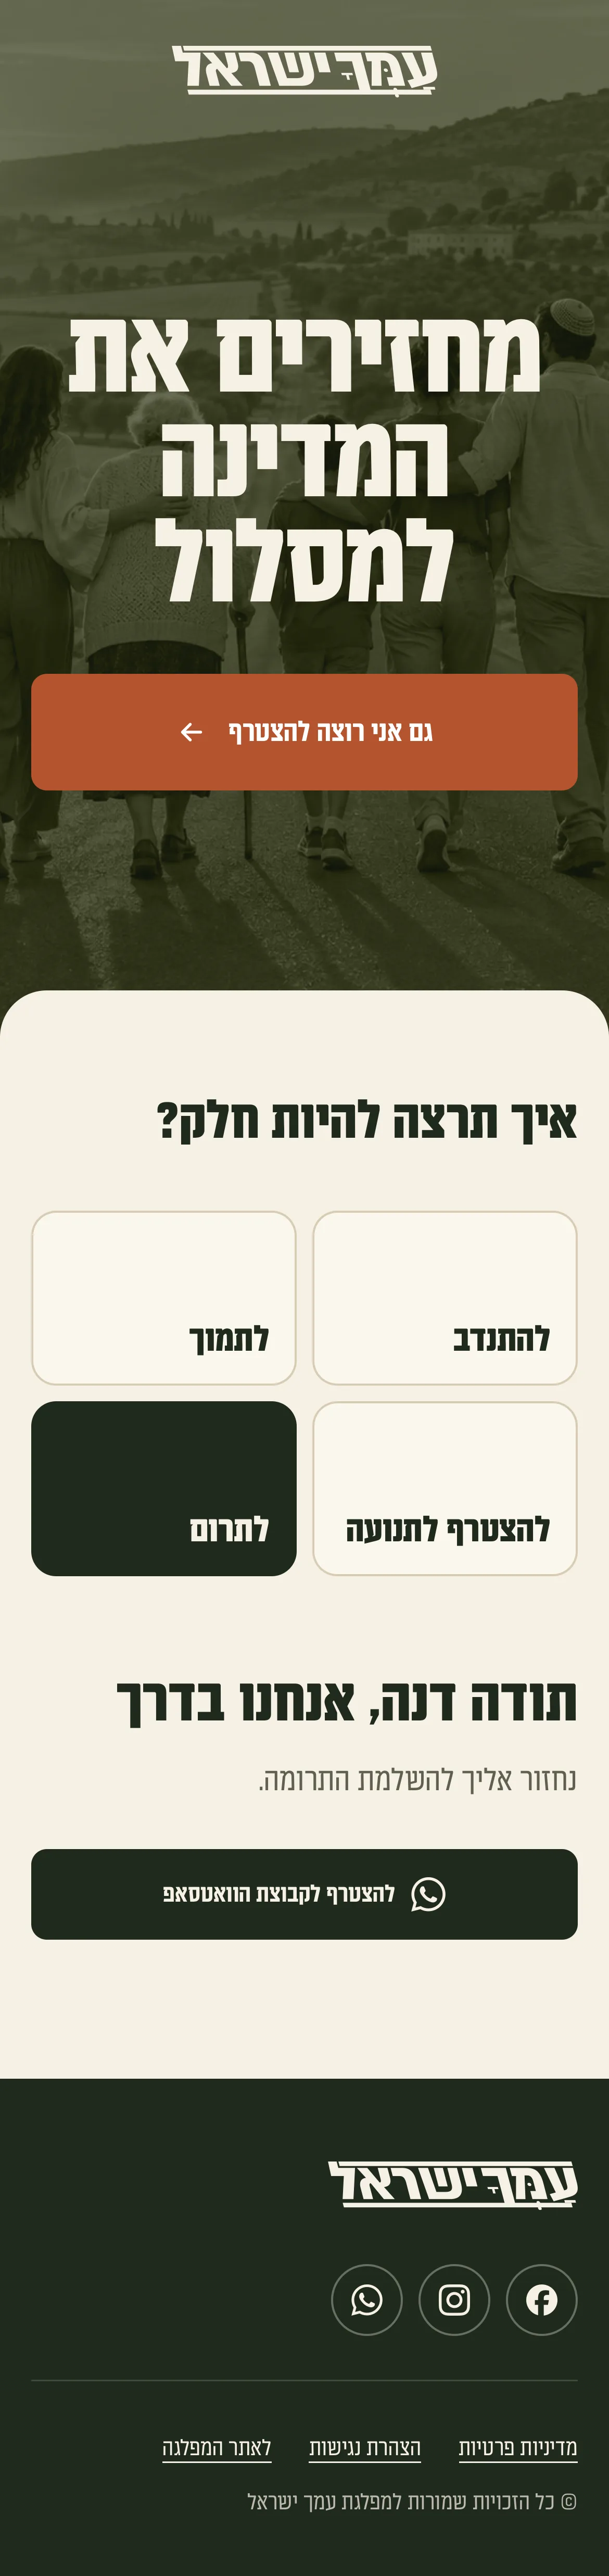 עַמְּךָ ישראל
מחזירים את
המדינה
למסלול
גם אני רוצה להצטרף ←
איך תרצה להיות חלק?
להתנדב
לתמוך
להצטרף לתנועה
לתרום
תודה דנה, אנחנו בדרך
נחזור אליך להשלמת התרומה.
להצטרף לקבוצת הוואטסאפ
עַמְּךָ ישראל
מדיניות פרטיות הצהרת נגישות לאתר המפלגה
© כל הזכויות שמורות למפלגת עמך ישראל